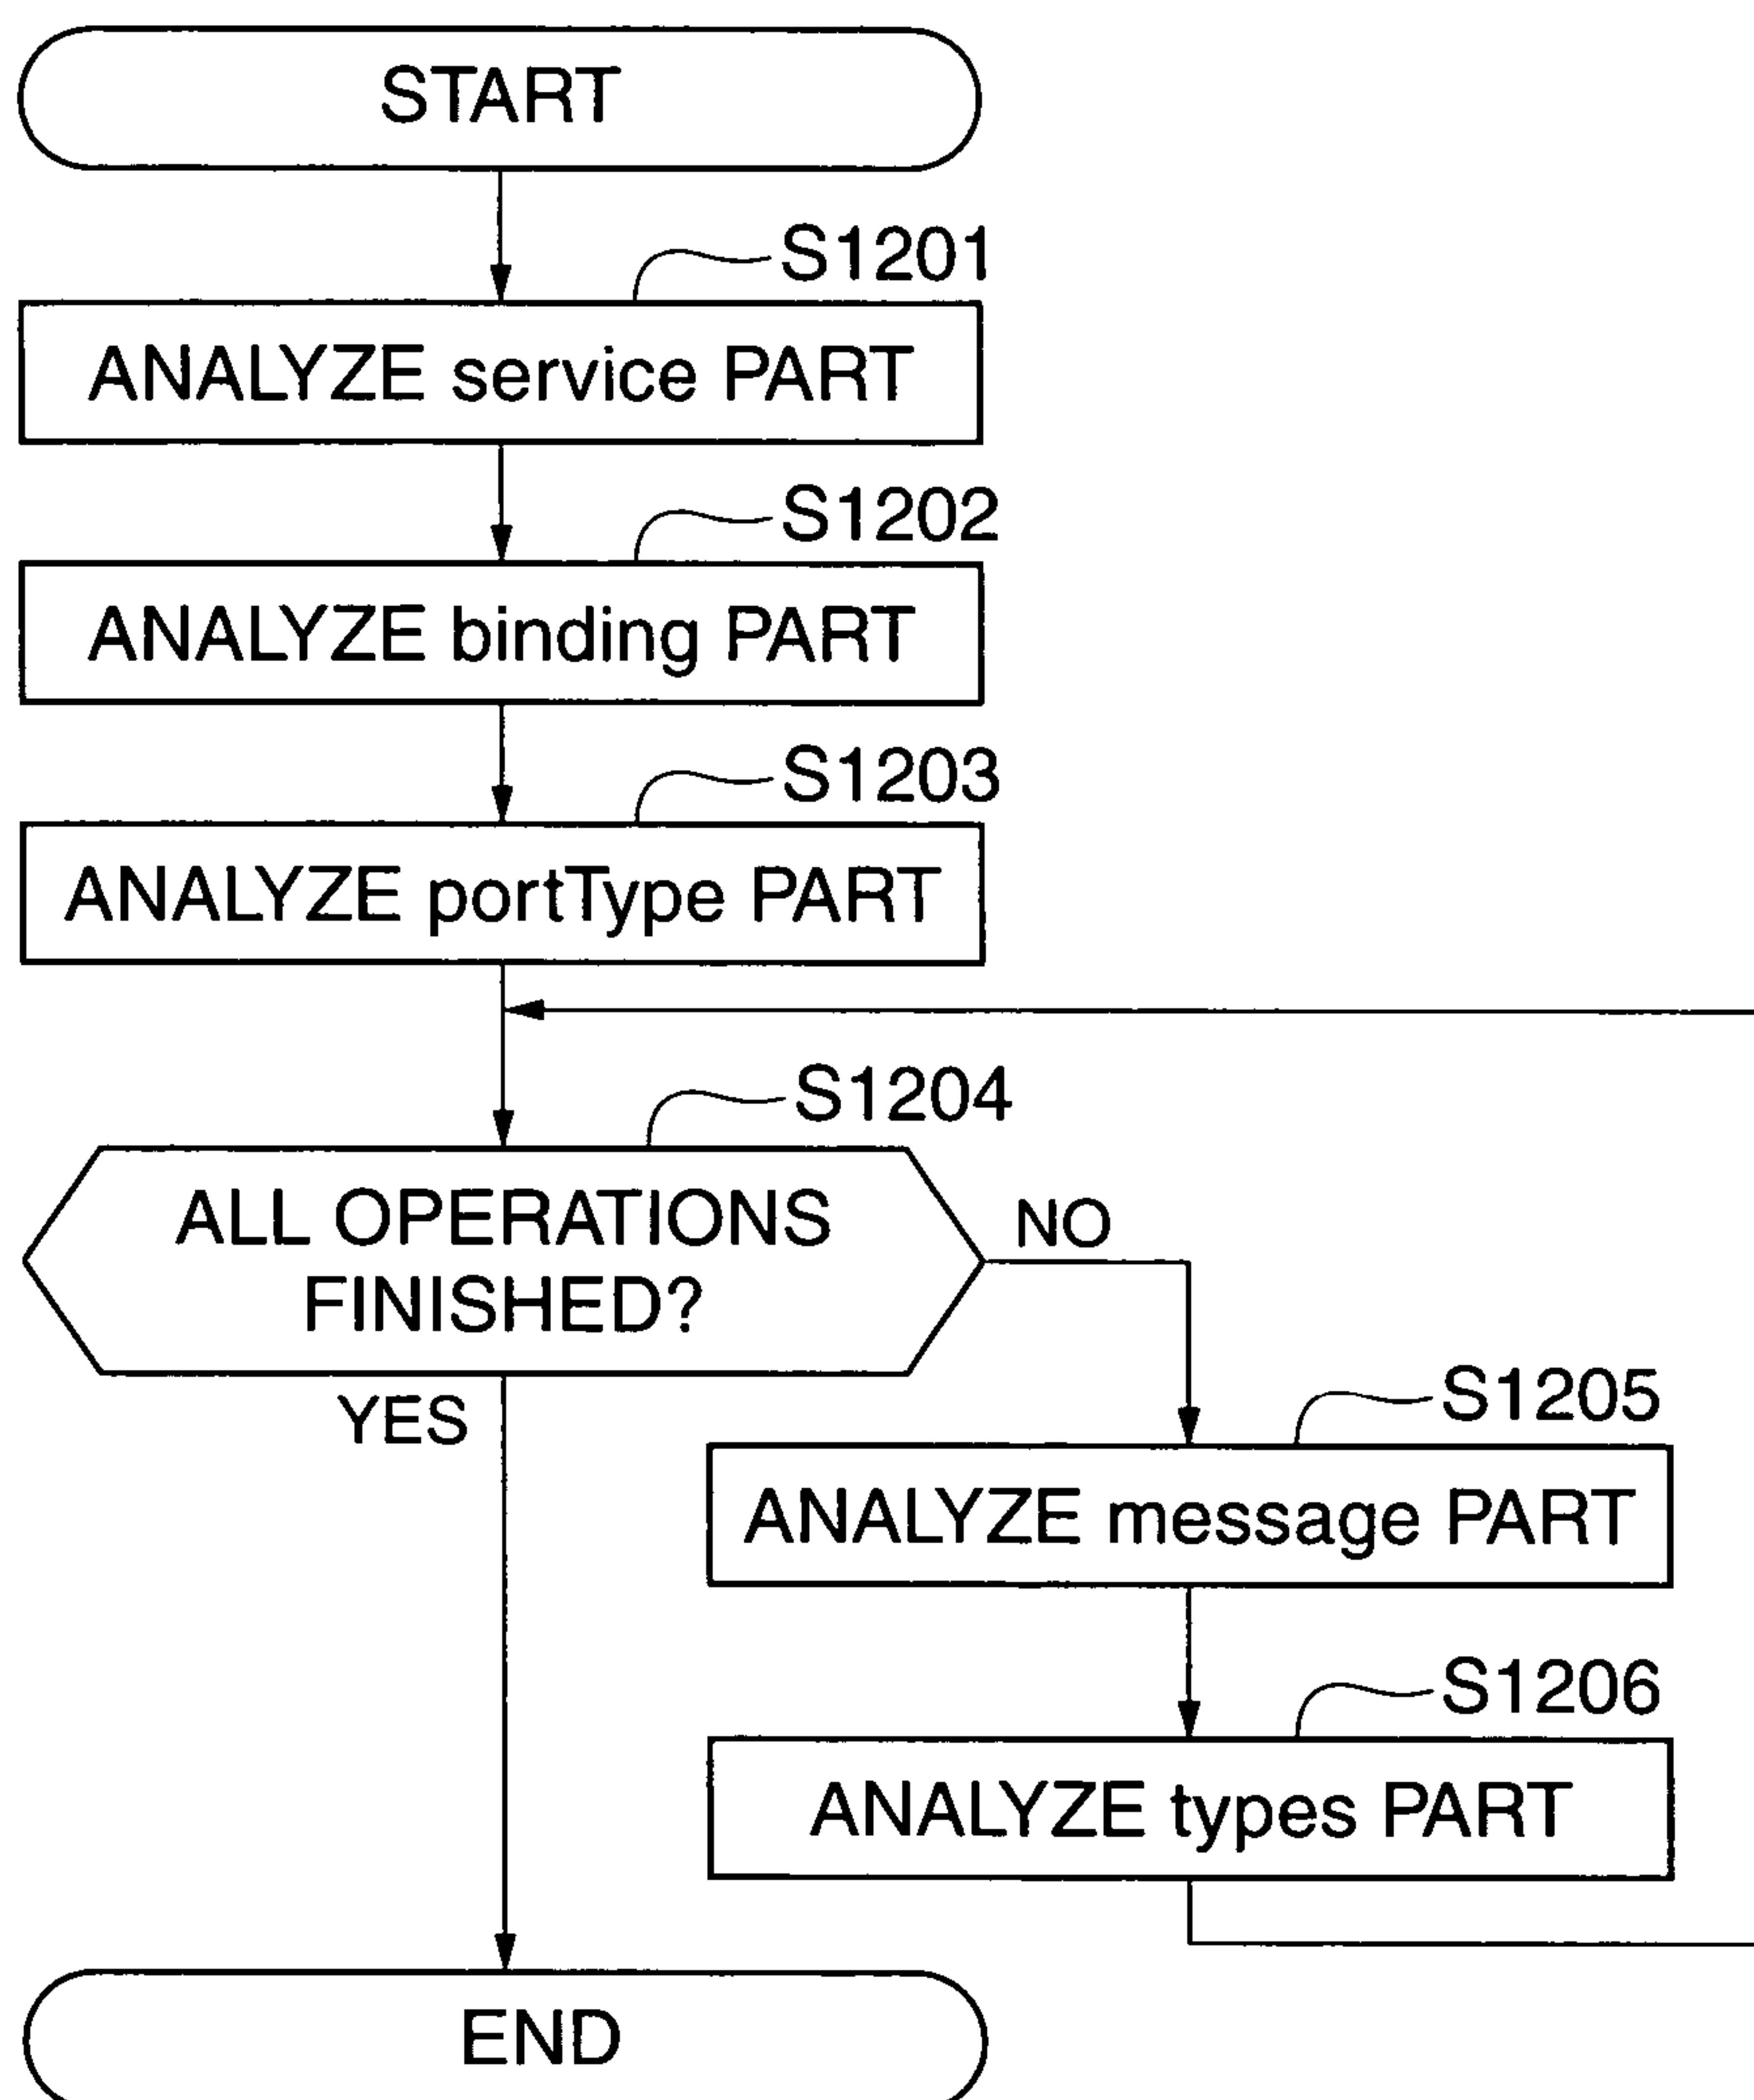 START
S1201
ANALYZE service PART
S1202
ANALYZE binding PART
S1203
ANALYZE portType PART
S1204
ALL OPERATIONS
FINISHED?
NO
YES
S1205
ANALYZE message PART
S1206
ANALYZE types PART
END